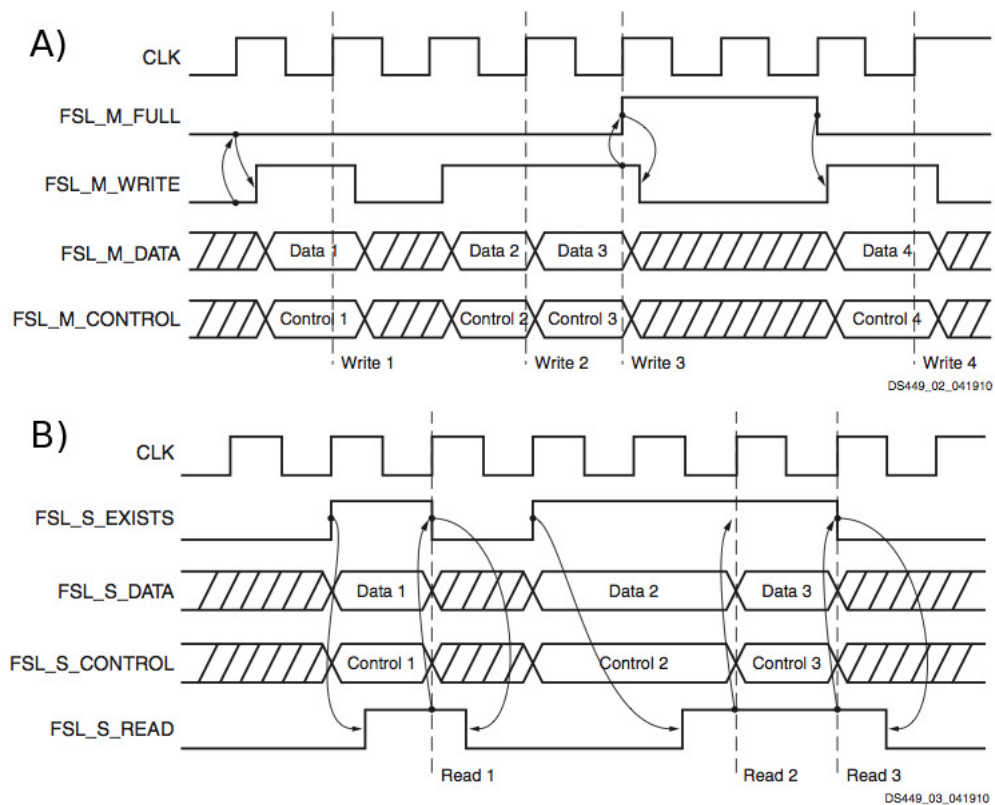 A)
CLK
FSL_M_FULL
FSL_M_WRITE
FSL_M_DATA Data 1 Data 2 Data 3 Data 4
FSL_M_CONTROL Control 1 Control 2 Control 3 Control 4
Write 1 Write 2 Write 3 Write 4
DS449_02_041910
B)
CLK
FSL_S_EXISTS
FSL_S_DATA Data 1 Data 2 Data 3
FSL_S_CONTROL Control 1 Control 2 Control 3
FSL_S_READ
Read 1 Read 2 Read 3
DS449_03_041910